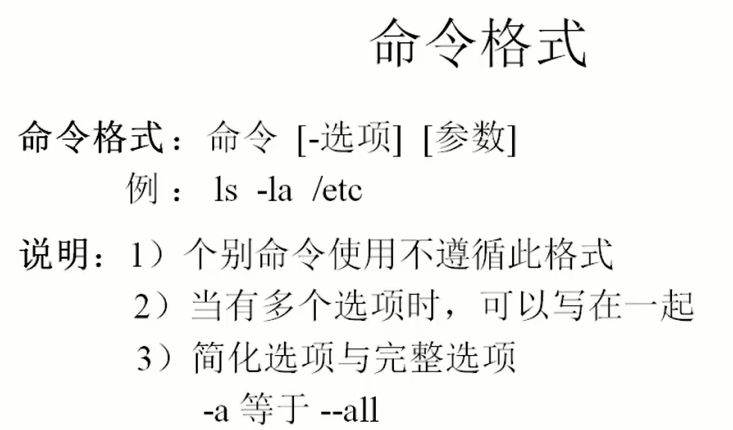 命令格式
命令格式：命令 [-选项] [参数]
例： ls -la /etc
说明：1）个别命令使用不遵循此格式
2）当有多个选项时，可以写在一起
3）简化选项与完整选项
-a 等于 --all